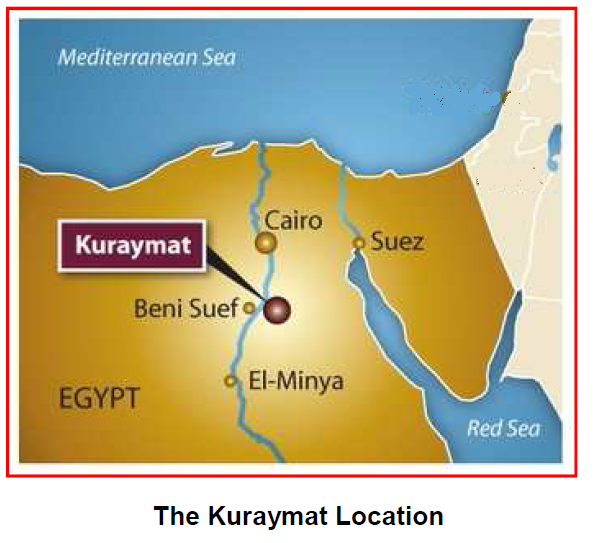 Mediterranean Sea
Cairo
Kuraymat
Suez
Beni Suef
El-Minya
EGYPT
Red Sea
The Kuraymat Location